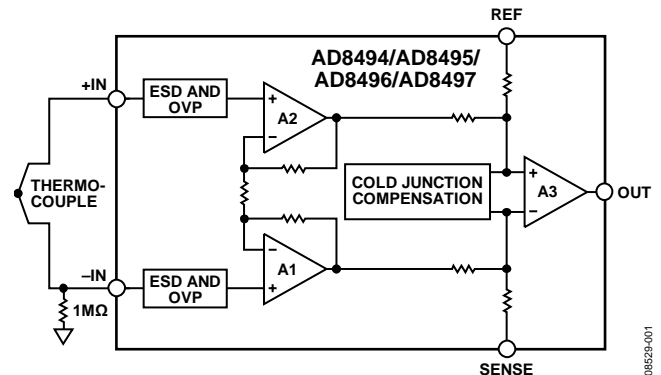 REF
AD8494/AD8495/
AD8496/AD8497
+IN
ESD AND
OVP
+
A2
–
THERMO-
COUPLE
COLD JUNCTION
COMPENSATION
+
A3
–
OUT
–IN
–
A1
+
ESD AND
OVP
1MΩ
SENSE
08529-001